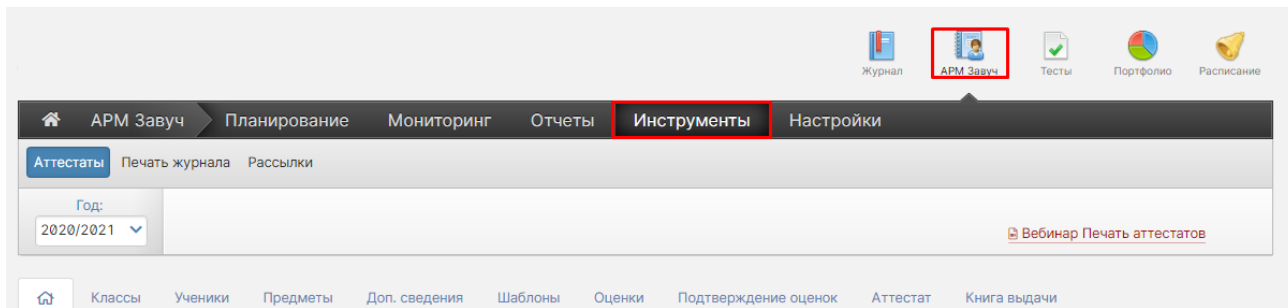 Журнал АРМ Завуч Тесты Портфолио Расписание
АРМ Завуч Планирование Мониторинг Отчеты Инструменты Настройки
Аттестаты Печать журнала Рассылки
Год:
2020/2021
Вебинар Печать аттестатов
Классы Ученики Предметы Доп. сведения Шаблоны Оценки Подтверждение оценок Аттестат Книга выдачи